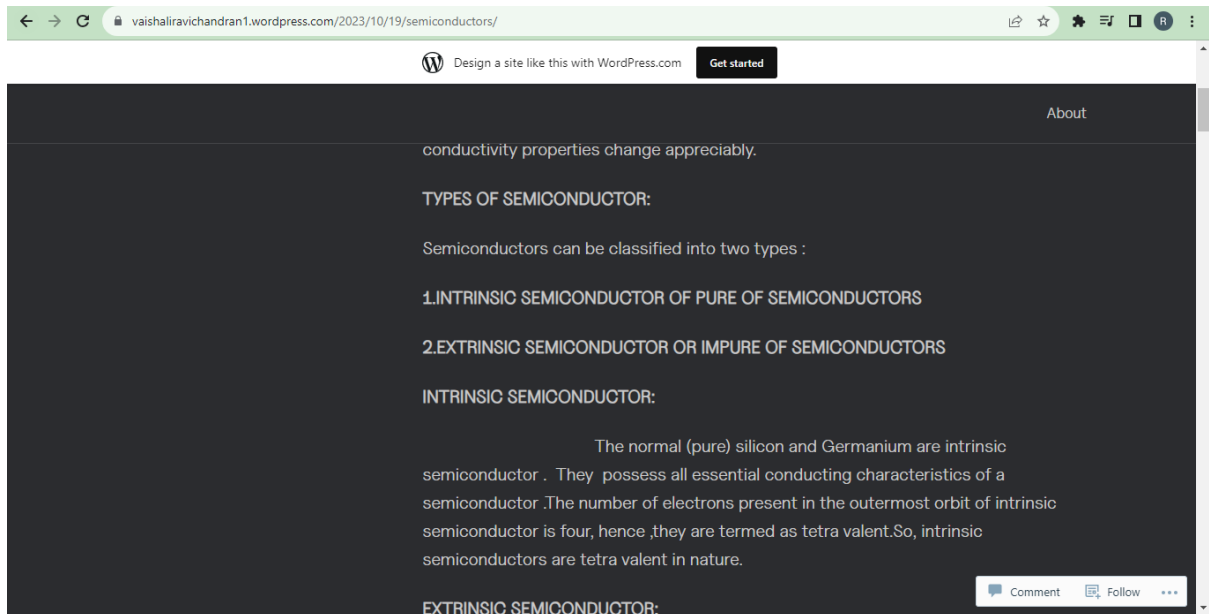 vaishaliravichandran1.wordpress.com/2023/10/19/semiconductors/
R
Design a site like this with WordPress.com
Get started
About
conductivity properties change appreciably.
TYPES OF SEMICONDUCTOR:
Semiconductors can be classified into two types :
1.INTRINSIC SEMICONDUCTOR OF PURE OF SEMICONDUCTORS
2.EXTRINSIC SEMICONDUCTOR OR IMPURE OF SEMICONDUCTORS
INTRINSIC SEMICONDUCTOR:
The normal (pure) silicon and Germanium are intrinsic
semiconductor .  They  possess all essential conducting characteristics of a
semiconductor .The number of electrons present in the outermost orbit of intrinsic
semiconductor is four, hence ,they are termed as tetra valent.So, intrinsic
semiconductors are tetra valent in nature.
Comment
Follow
EXTRINSIC SEMICONDUCTOR: